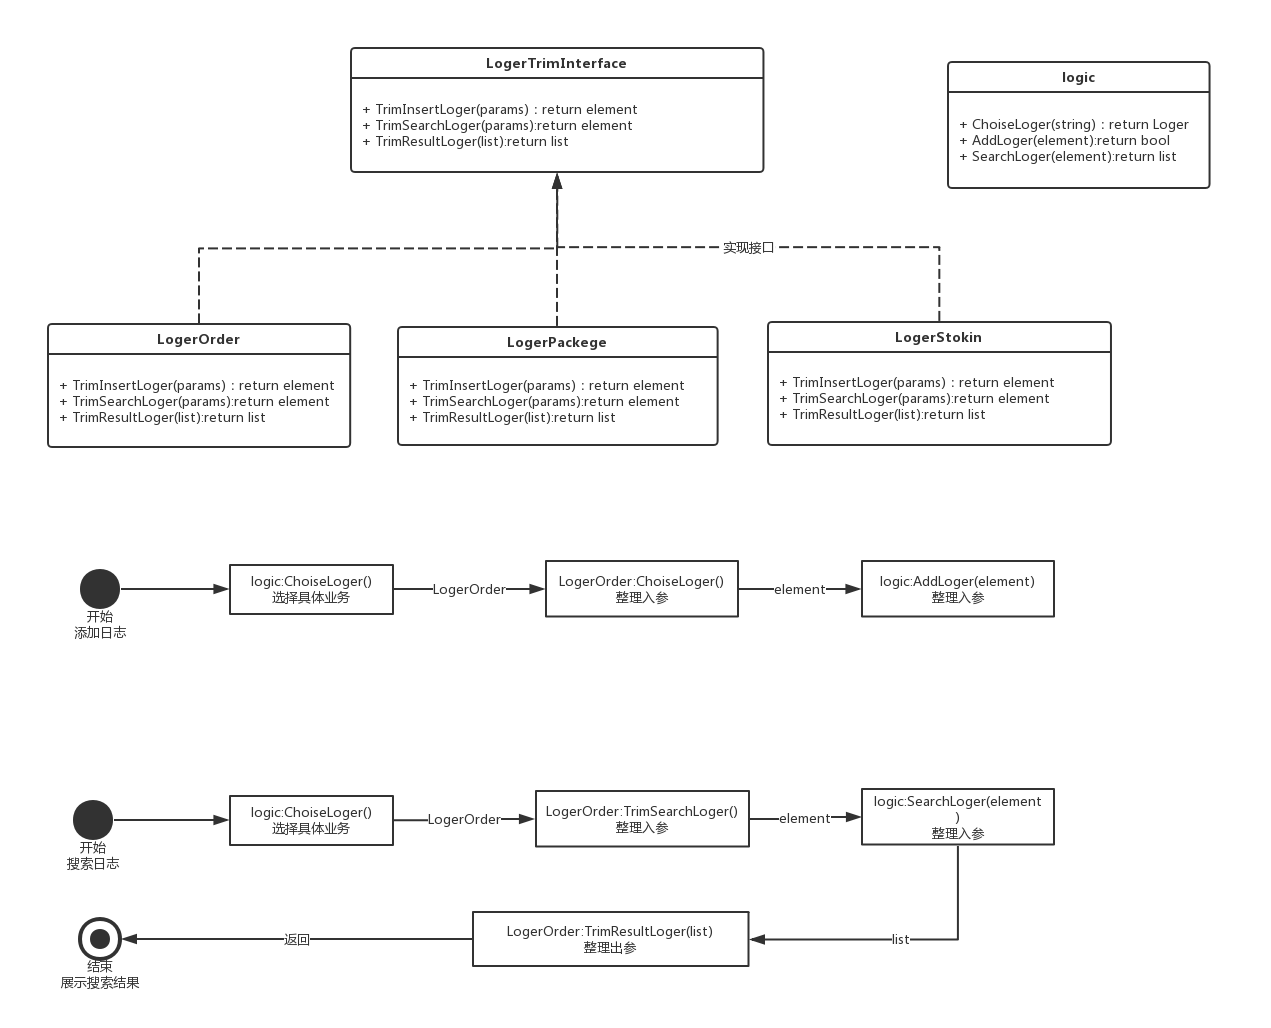 LogerTrimInterface
+ TrimInsertLoger(params)：return element
+ TrimSearchLoger(params):return element
+ TrimResultLoger(list):return list
logic
+ ChoiseLoger(string)：return Loger
+ AddLoger(element):return bool
+ SearchLoger(element):return list
实现接口
LogerOrder
+ TrimInsertLoger(params)：return element
+ TrimSearchLoger(params):return element
+ TrimResultLoger(list):return list
LogerPackege
+ TrimInsertLoger(params)：return element
+ TrimSearchLoger(params):return element
+ TrimResultLoger(list):return list
LogerStokin
+ TrimInsertLoger(params)：return element
+ TrimSearchLoger(params):return element
+ TrimResultLoger(list):return list
开始
添加日志
logic:ChoiseLoger()
选择具体业务
LogerOrder
LogerOrder:ChoiseLoger()
整理入参
element
logic:AddLoger(element)
整理入参
开始
搜索日志
logic:ChoiseLoger()
选择具体业务
LogerOrder
LogerOrder:TrimSearchLoger()
整理入参
element
logic:SearchLoger(element
)
整理入参
list
LogerOrder:TrimResultLoger(list)
整理出参
返回
结束
展示搜索结果